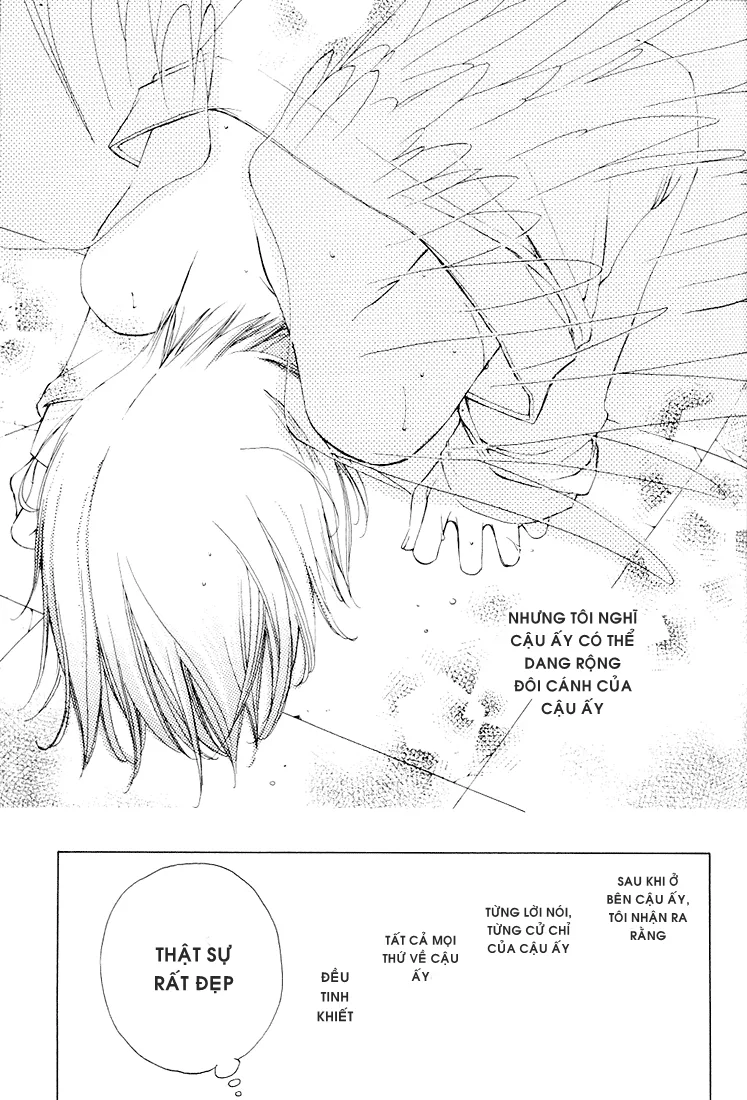 NHƯNG TÔI NGHĨ
CẬU ẤY CÓ THỂ
DANG RỘNG
ĐÔI CÁNH CỦA
CẬU ẤY
SAU KHI Ở
BÊN CẬU ẤY,
TÔI NHẬN RA
RẰNG
TỪNG LỜI NÓI,
TỪNG CỬ CHỈ
CỦA CẬU ẤY
TẤT CẢ MỌI
THỨ VỀ CẬU
ẤY
ĐỀU
TINH
KHIẾT
THẬT SỰ
RẤT ĐẸP